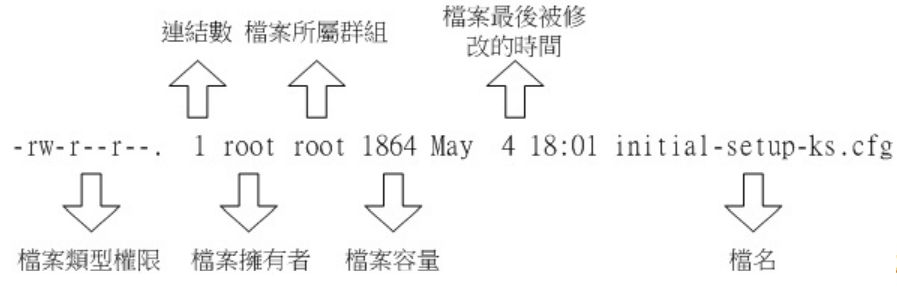 連結數 檔案所屬群組 檔案最後被修
改的時間
-rw-r--r--. 1 root root 1864 May 4 18:01 initial-setup-ks.cfg
檔案類型權限 檔案擁有者 檔案容量 檔名